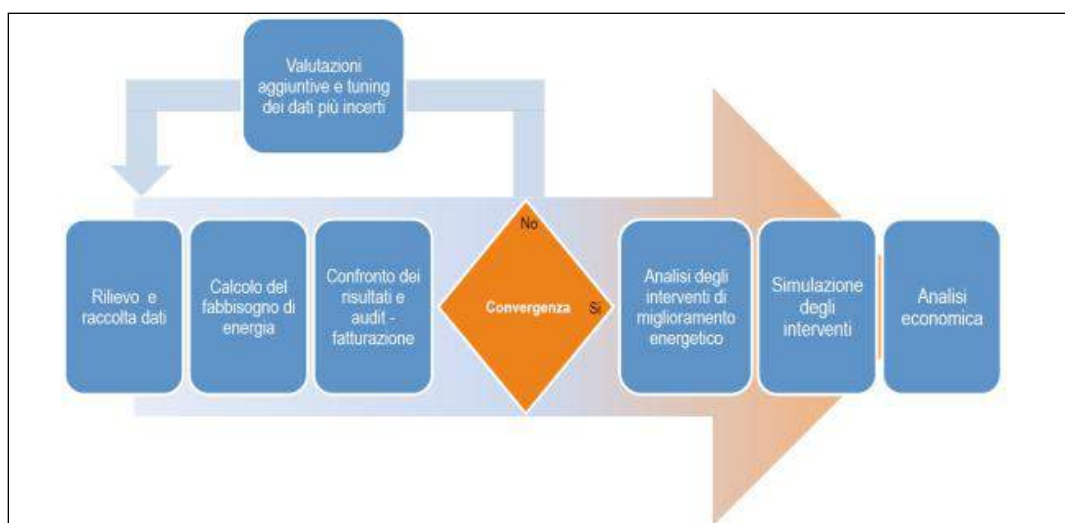 Valutazioni
aggiuntive e tuning
dei dati più incerti
Rilievo e
raccolta dati
Calcolo del
fabbisogno di
energia
Confronto dei
risultati e
audit -
fatturazione
No
Convergenza
Si
Analisi degli
interventi di
miglioramento
energetico
Simulazione
degli
interventi
Analisi
economica